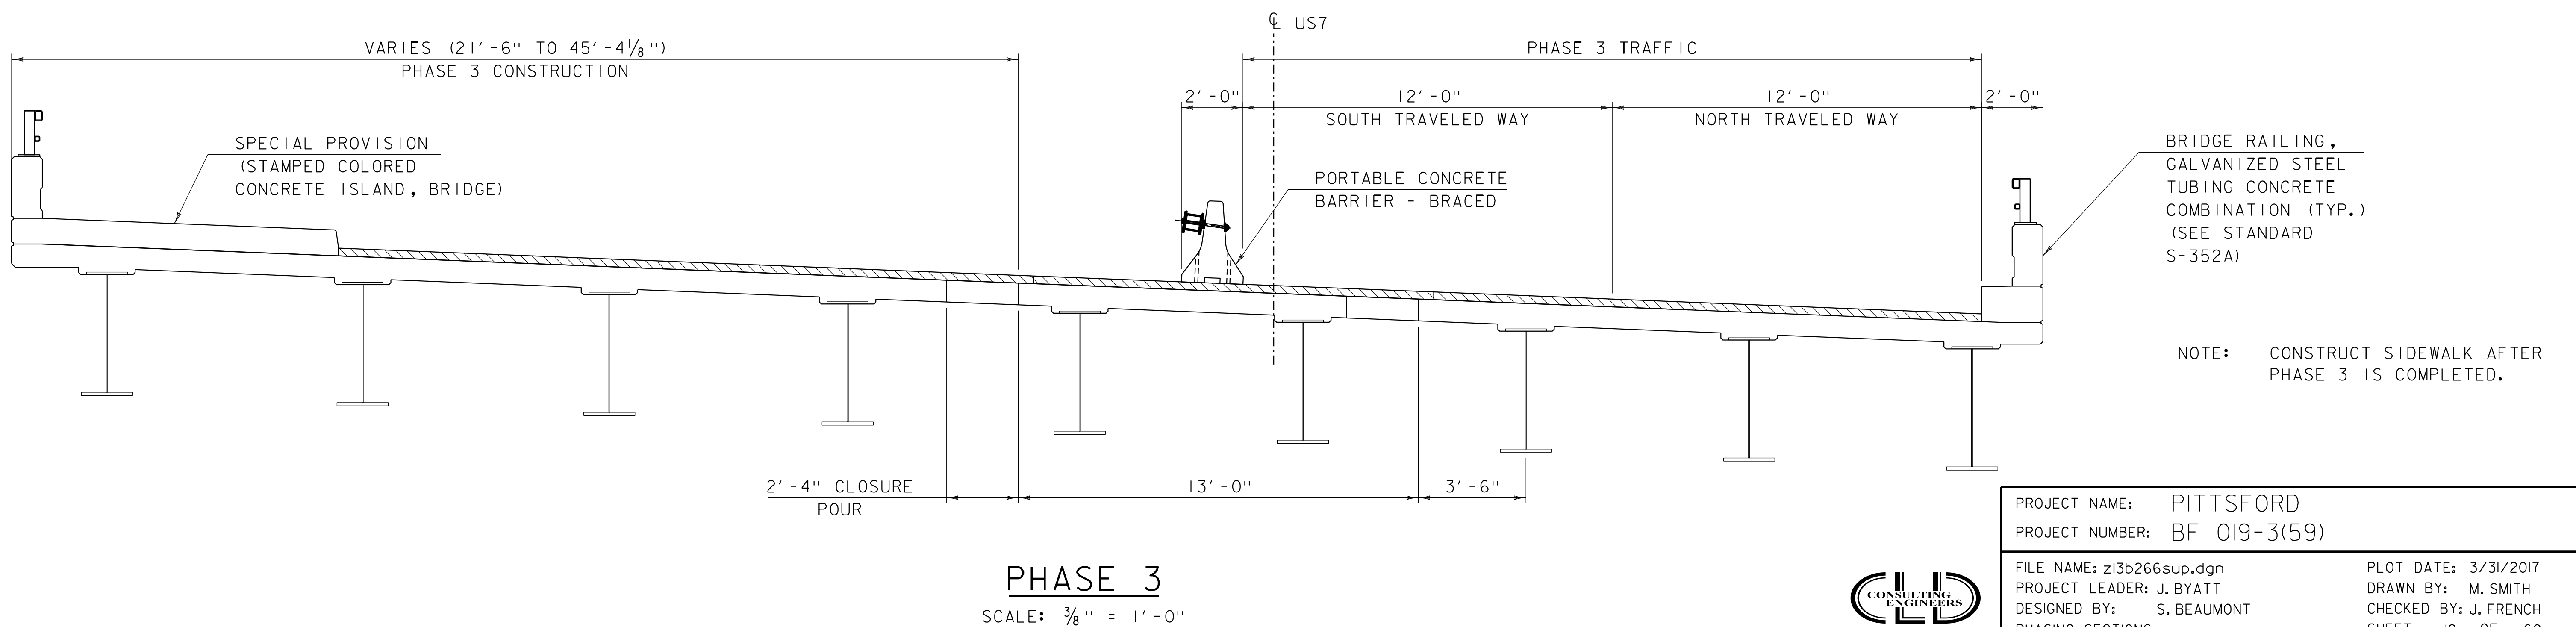 ℄ US7
VARIES (21'-6" TO 45'-4⅛")
PHASE 3 CONSTRUCTION
PHASE 3 TRAFFIC
2'-0"
12'-0"
12'-0"
2'-0"
SOUTH TRAVELED WAY
NORTH TRAVELED WAY
SPECIAL PROVISION
(STAMPED COLORED
CONCRETE ISLAND, BRIDGE)
PORTABLE CONCRETE
BARRIER - BRACED
BRIDGE RAILING,
GALVANIZED STEEL
TUBING CONCRETE
COMBINATION (TYP.)
(SEE STANDARD
S-352A)
NOTE: CONSTRUCT SIDEWALK AFTER
PHASE 3 IS COMPLETED.
2'-4" CLOSURE
POUR
13'-0"
3'-6"
PHASE 3
SCALE: ⅜" = 1'-0"
CLD
CONSULTING
ENGINEERS
PROJECT NAME: PITTSFORD
PROJECT NUMBER: BF 019-3(59)
FILE NAME: z13b266sup.dgn PLOT DATE: 3/31/2017
PROJECT LEADER: J. BYATT DRAWN BY: M. SMITH
DESIGNED BY: S. BEAUMONT CHECKED BY: J. FRENCH